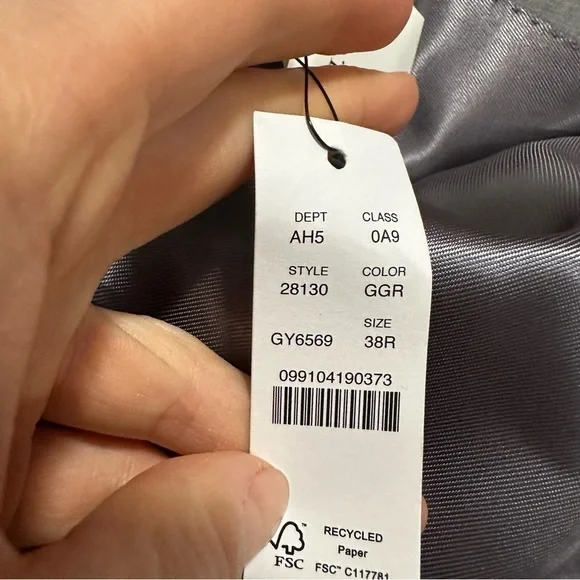 DEPT CLASS
AH5 0A9
STYLE COLOR
28130 GGR
SIZE
GY6569 38R
099104190373
RECYCLED
Paper
FSC
FSC™ C117781